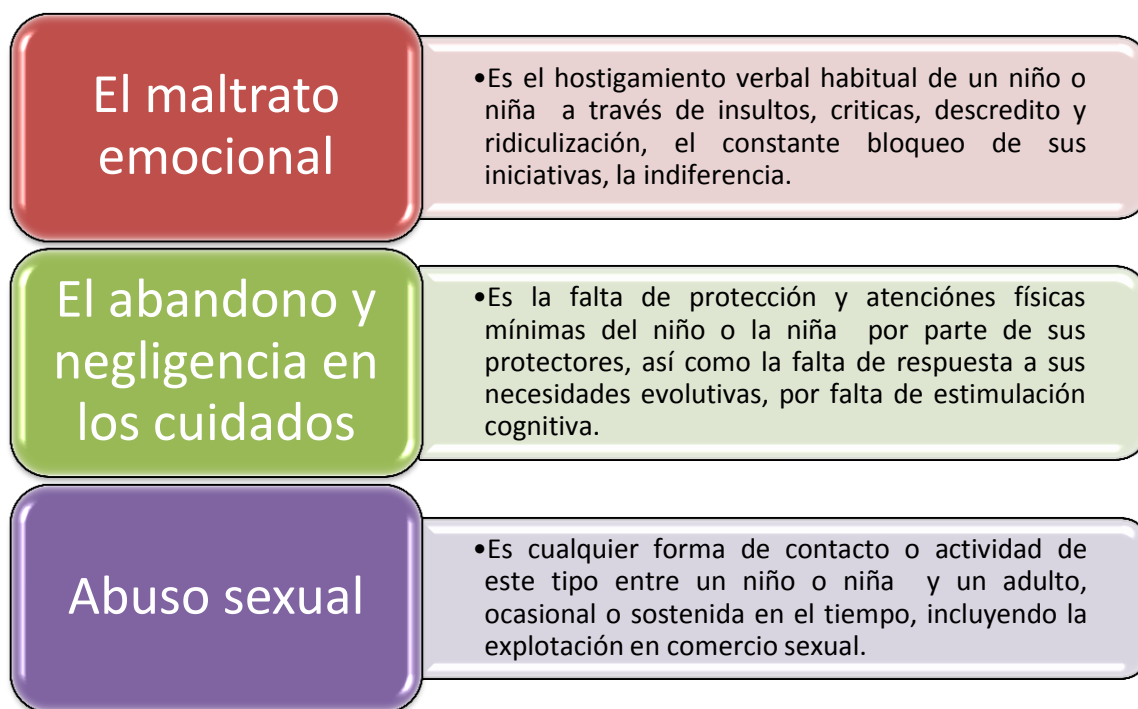 El maltrato
emocional
•Es el hostigamiento verbal habitual de un niño o
niña a través de insultos, criticas, descredito y
ridiculización, el constante bloqueo de sus
iniciativas, la indiferencia.
El abandono y
negligencia en
los cuidados
•Es la falta de protección y atenciónes físicas
mínimas del niño o la niña por parte de sus
protectores, así como la falta de respuesta a sus
necesidades evolutivas, por falta de estimulación
cognitiva.
Abuso sexual
•Es cualquier forma de contacto o actividad de
este tipo entre un niño o niña y un adulto,
ocasional o sostenida en el tiempo, incluyendo la
explotación en comercio sexual.